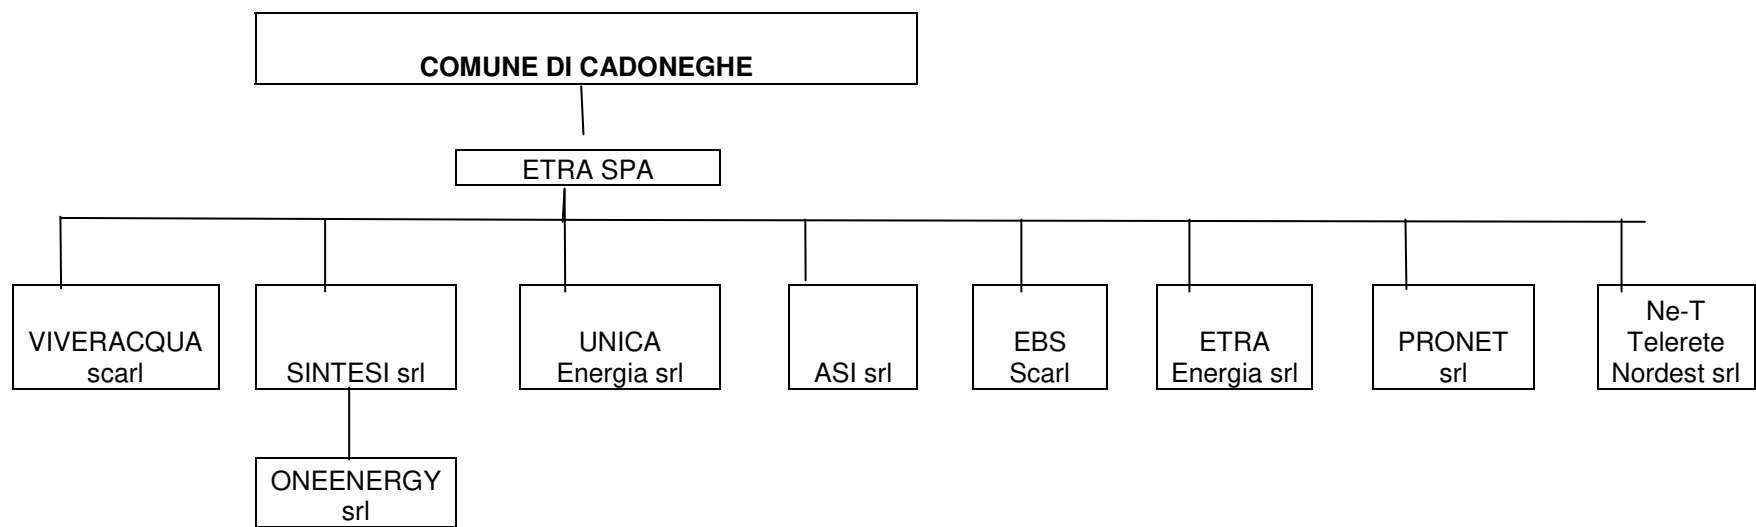 COMUNE DI CADONEGHE
ETRA SPA
VIVERACQUA
scarl
SINTESI srl
UNICA
Energia srl
ASI srl
EBS
Scarl
ETRA
Energia srl
PRONET
srl
Ne-T
Telerete
Nordest srl
ONEENERGY
srl